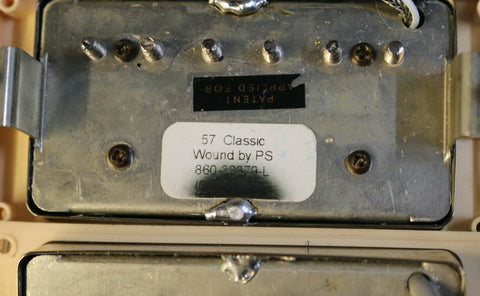 PATENT
APPLIED FOR
57 Classic
Wound by PS